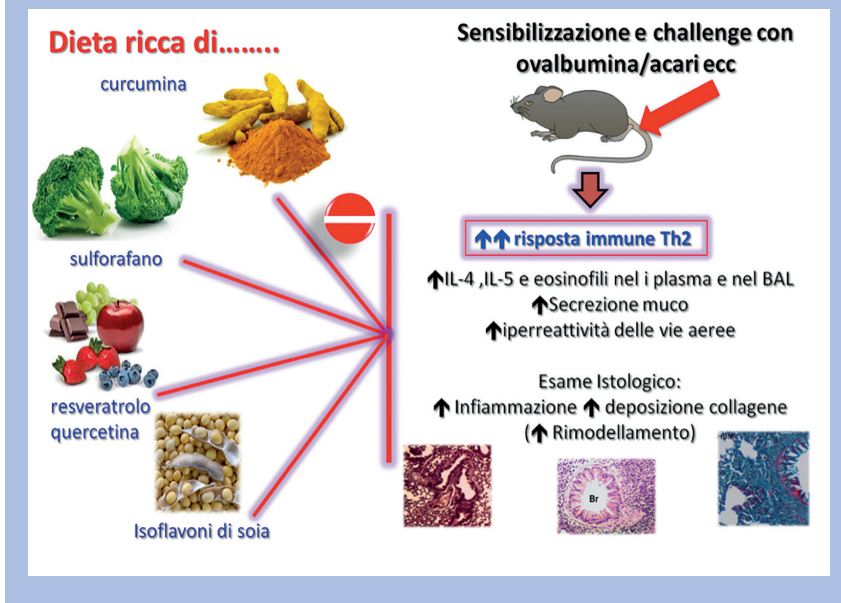 Dieta ricca di……..
curcumina
sulforafano
resveratrolo
quercetina
Isoflavoni di soia
Sensibilizzazione e challenge con
ovalbumina/acari ecc
↑↑ risposta immune Th2
↑IL-4 ,IL-5 e eosinofili nel i plasma e nel BAL
↑Secrezione muco
↑iperreattività delle vie aeree
Esame Istologico:
↑ Infiammazione ↑ deposizione collagene
(↑ Rimodellamento)
Br